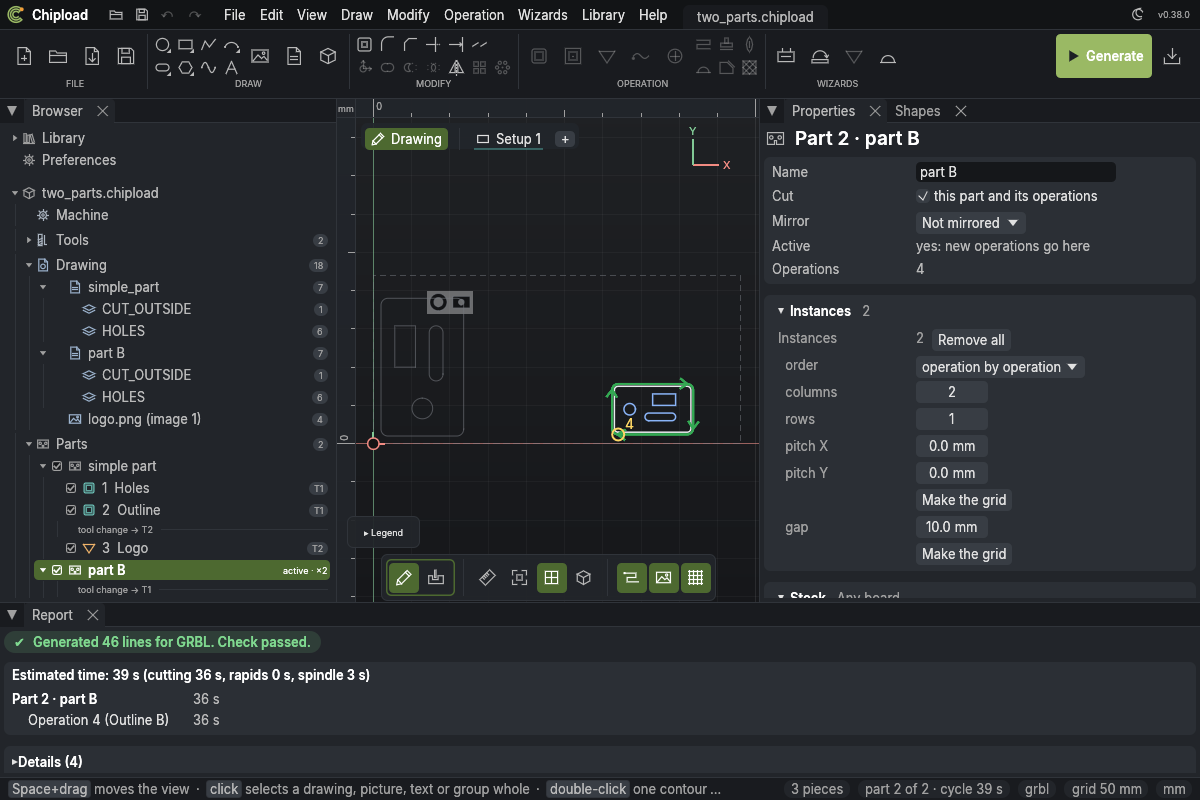 Chipload File Edit View Draw Modify Operation Wizards Library Help two_parts.chipload v0.38.0
Generate
FILE DRAW MODIFY OPERATION WIZARDS
Browser
Library
Preferences
two_parts.chipload
Machine
Tools 2
Drawing 18
simple_part 7
CUT_OUTSIDE 1
HOLES 6
part B 7
CUT_OUTSIDE 1
HOLES 6
logo.png (image 1) 4
Parts 2
simple part
1 Holes T1
2 Outline T1
tool change → T2
3 Logo T2
part B active · ×2
tool change → T1
mm 0
Drawing Setup 1 +
Y
X
4
0
Legend
Properties Shapes
Part 2 · part B
Name part B
Cut this part and its operations
Mirror Not mirrored
Active yes: new operations go here
Operations 4
Instances 2
Instances 2 Remove all
order operation by operation
columns 2
rows 1
pitch X 0.0 mm
pitch Y 0.0 mm
Make the grid
gap 10.0 mm
Make the grid
Stock Any board
Report
✔ Generated 46 lines for GRBL. Check passed.
Estimated time: 39 s (cutting 36 s, rapids 0 s, spindle 3 s)
Part 2 · part B 36 s
Operation 4 (Outline B) 36 s
Details (4)
Space+drag moves the view · click selects a drawing, picture, text or group whole · double-click one contour ... 3 pieces part 2 of 2 · cycle 39 s grbl grid 50 mm mm